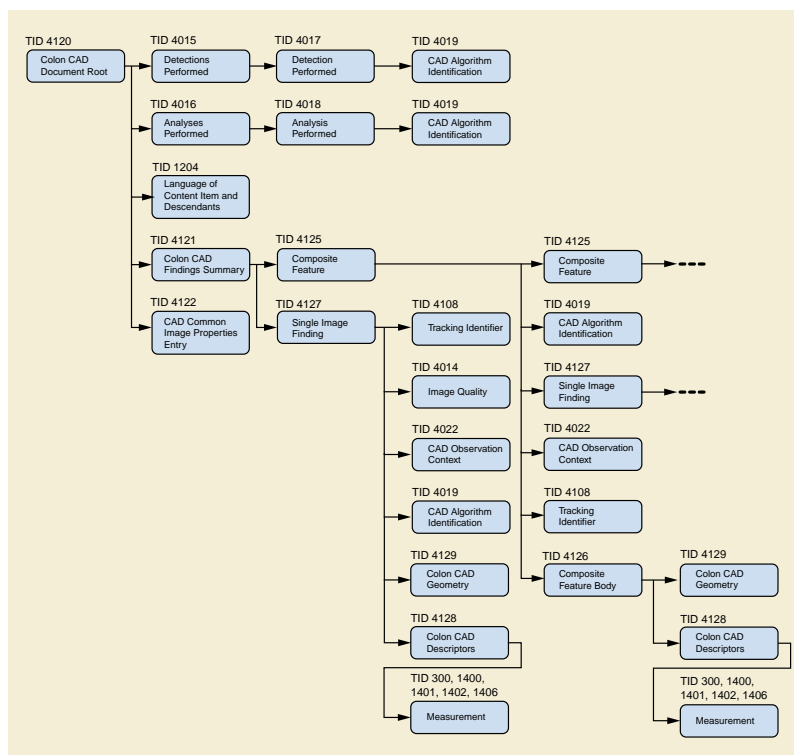 TID 4120
Colon CAD
Document Root
TID 4015
Detections
Performed
TID 4017
Detection
Performed
TID 4019
CAD Algorithm
Identification
TID 4016
Analyses
Performed
TID 4018
Analysis
Performed
TID 4019
CAD Algorithm
Identification
TID 1204
Language of
Content Item and
Descendants
TID 4121
Colon CAD
Findings Summary
TID 4125
Composite
Feature
TID 4125
Composite
Feature
TID 4122
CAD Common
Image Properties
Entry
TID 4127
Single Image
Finding
TID 4108
Tracking Identifier
TID 4019
CAD Algorithm
Identification
TID 4014
Image Quality
TID 4127
Single Image
Finding
TID 4022
CAD Observation
Context
TID 4022
CAD Observation
Context
TID 4019
CAD Algorithm
Identification
TID 4108
Tracking
Identifier
TID 4129
Colon CAD
Geometry
TID 4126
Composite
Feature Body
TID 4129
Colon CAD
Geometry
TID 4128
Colon CAD
Descriptors
TID 4128
Colon CAD
Descriptors
TID 300, 1400,
1401, 1402, 1406
Measurement
TID 300, 1400,
1401, 1402, 1406
Measurement